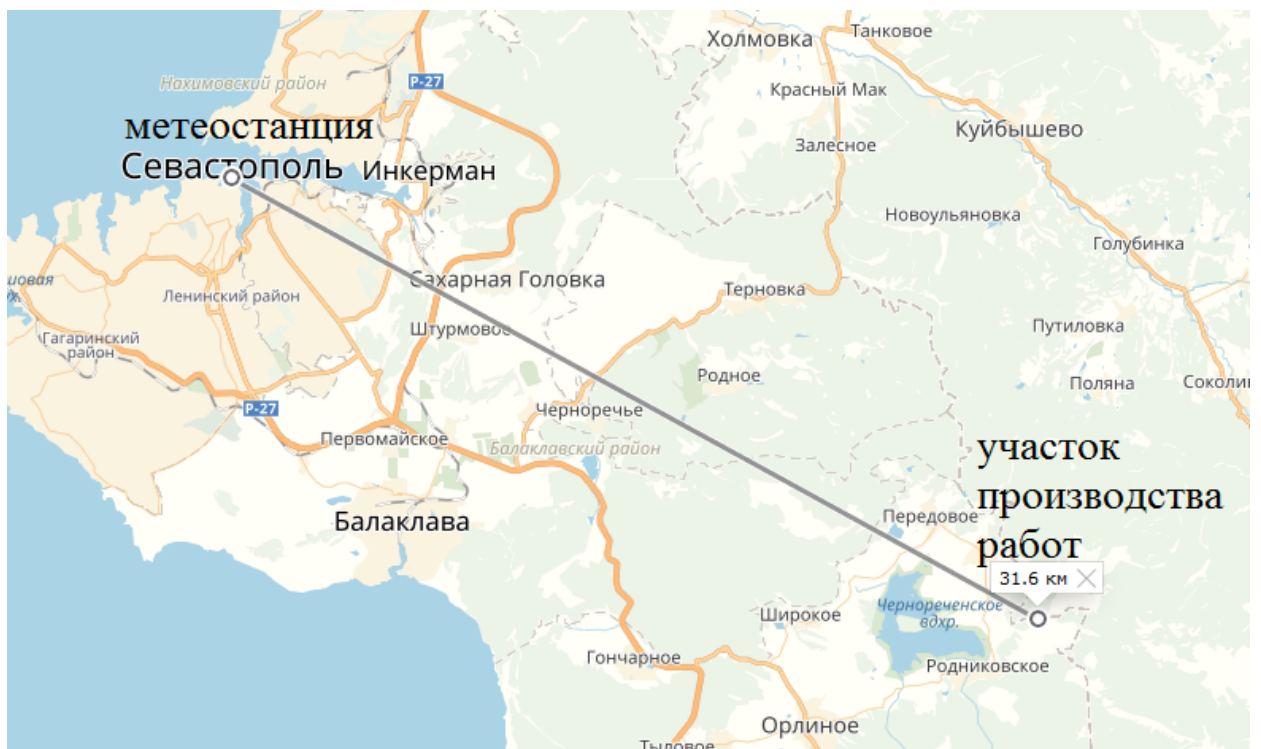 Холмовка
Танковое
Нахимовский район
Р-27
Красный Мак
метеостанция
Куйбышево
Севастополь
Инкерман
Залесное
Новоульяновка
Голубинка
Сахарная Головка
Терновка
Ленинский район
Штурмовое
Путиловка
Гагаринский
район
Родное
Поляна
Р-27
Черноречье
Первомайское
Балаклавский район
участок
производства
работ
Передовое
Балаклава
31.6 км
Чернореченское
вдхр.
Широкое
Гончарное
Родниковское
Орлиное
Тыловое